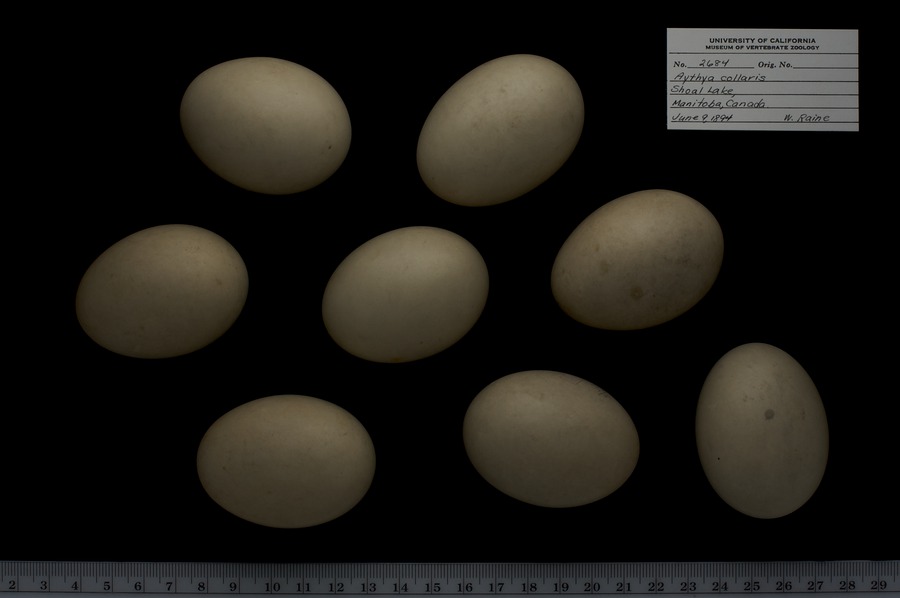 UNIVERSITY OF CALIFORNIA
MUSEUM OF VERTEBRATE ZOOLOGY
No. 2684 Orig. No.
Aythya collaris
Shoal Lake,
Manitoba, Canada
June 9, 1894 W. Raine
2 3 4 5 6 7 8 9 10 11 12 13 14 15 16 17 18 19 20 21 22 23 24 25 26 27 28 29